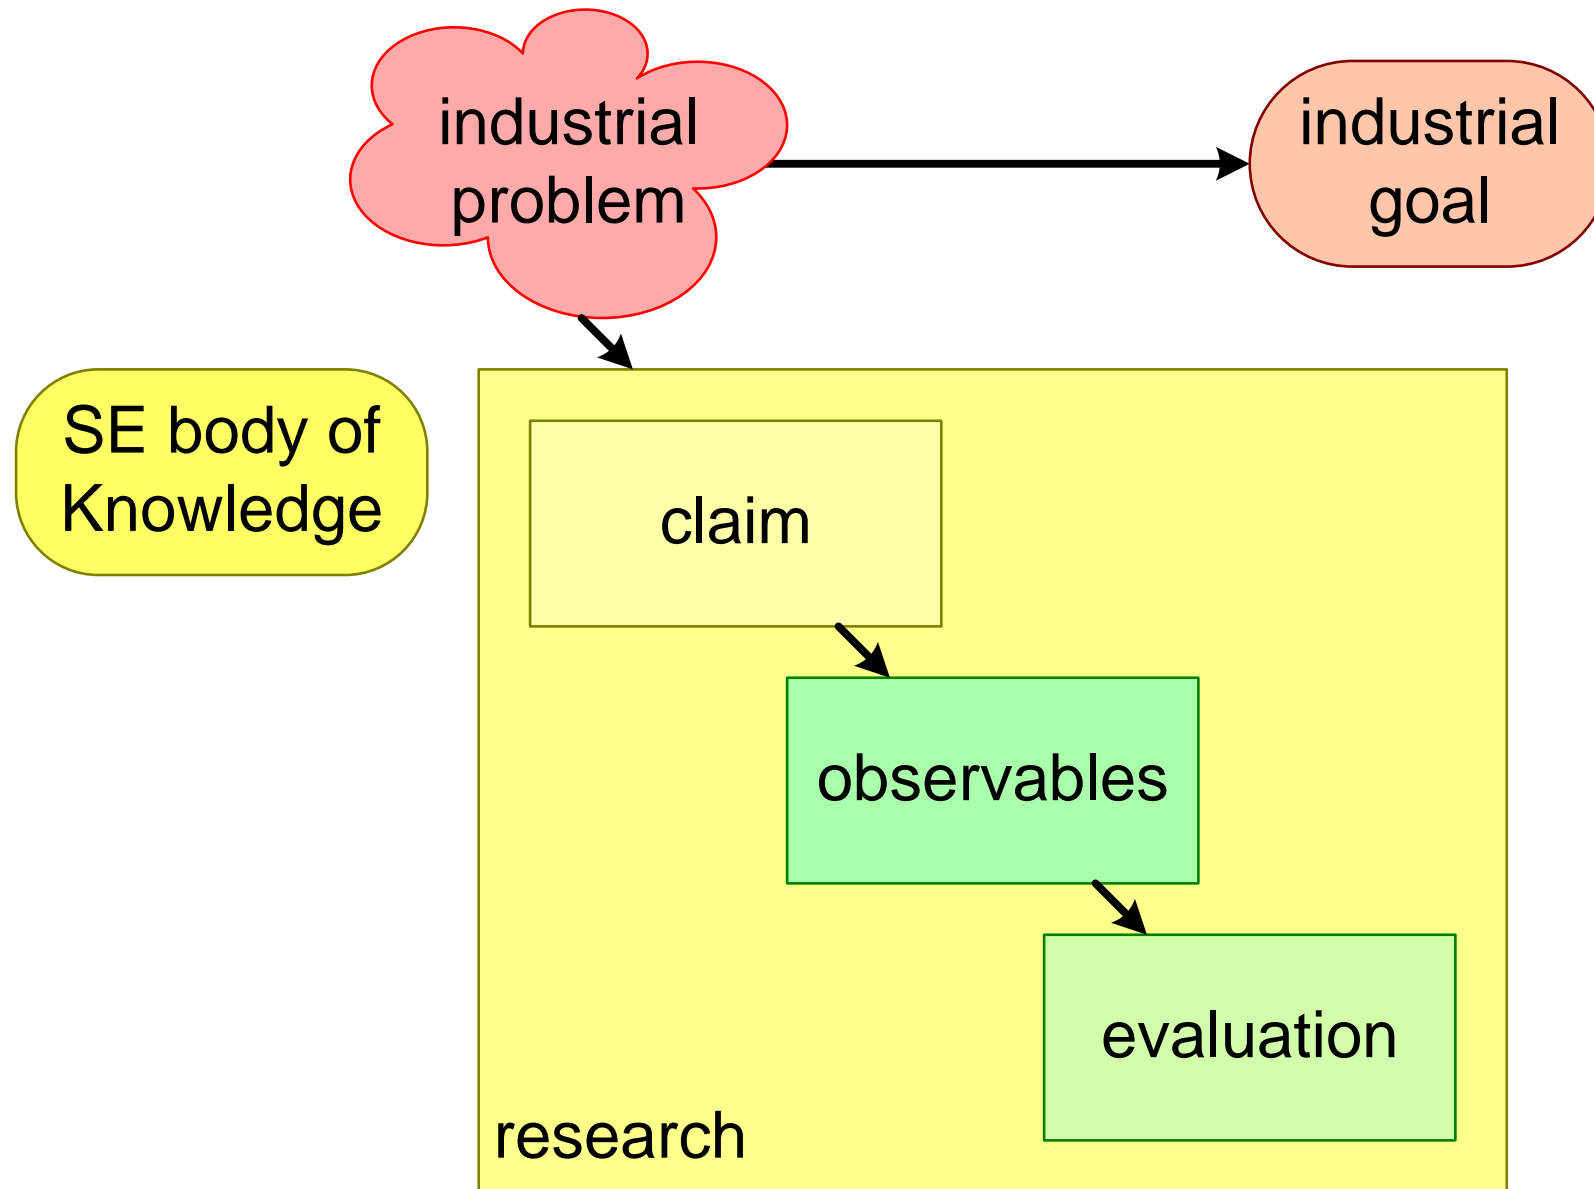 industrial
problem
industrial
goal
SE body of
Knowledge
claim
observables
evaluation
research